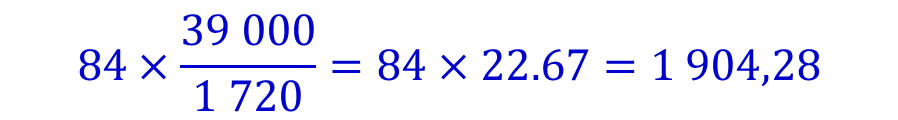 84 × 39 000 / 1 720 = 84 × 22.67 = 1 904,28